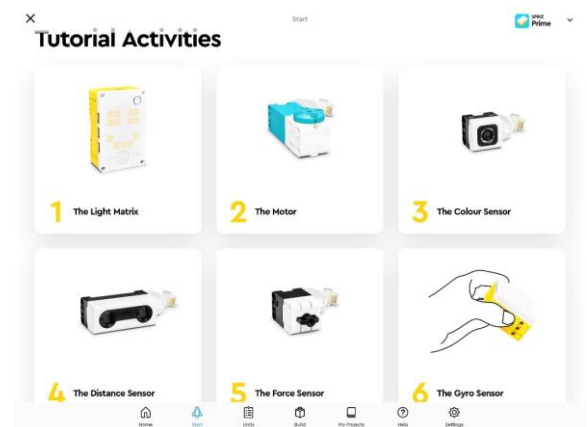 Start
SPIKE
Prime
Tutorial Activities
1 The Light Matrix
2 The Motor
3 The Colour Sensor
4 The Distance Sensor
5 The Force Sensor
6 The Gyro Sensor
Home
Start
Units
Build
My Projects
Help
Settings